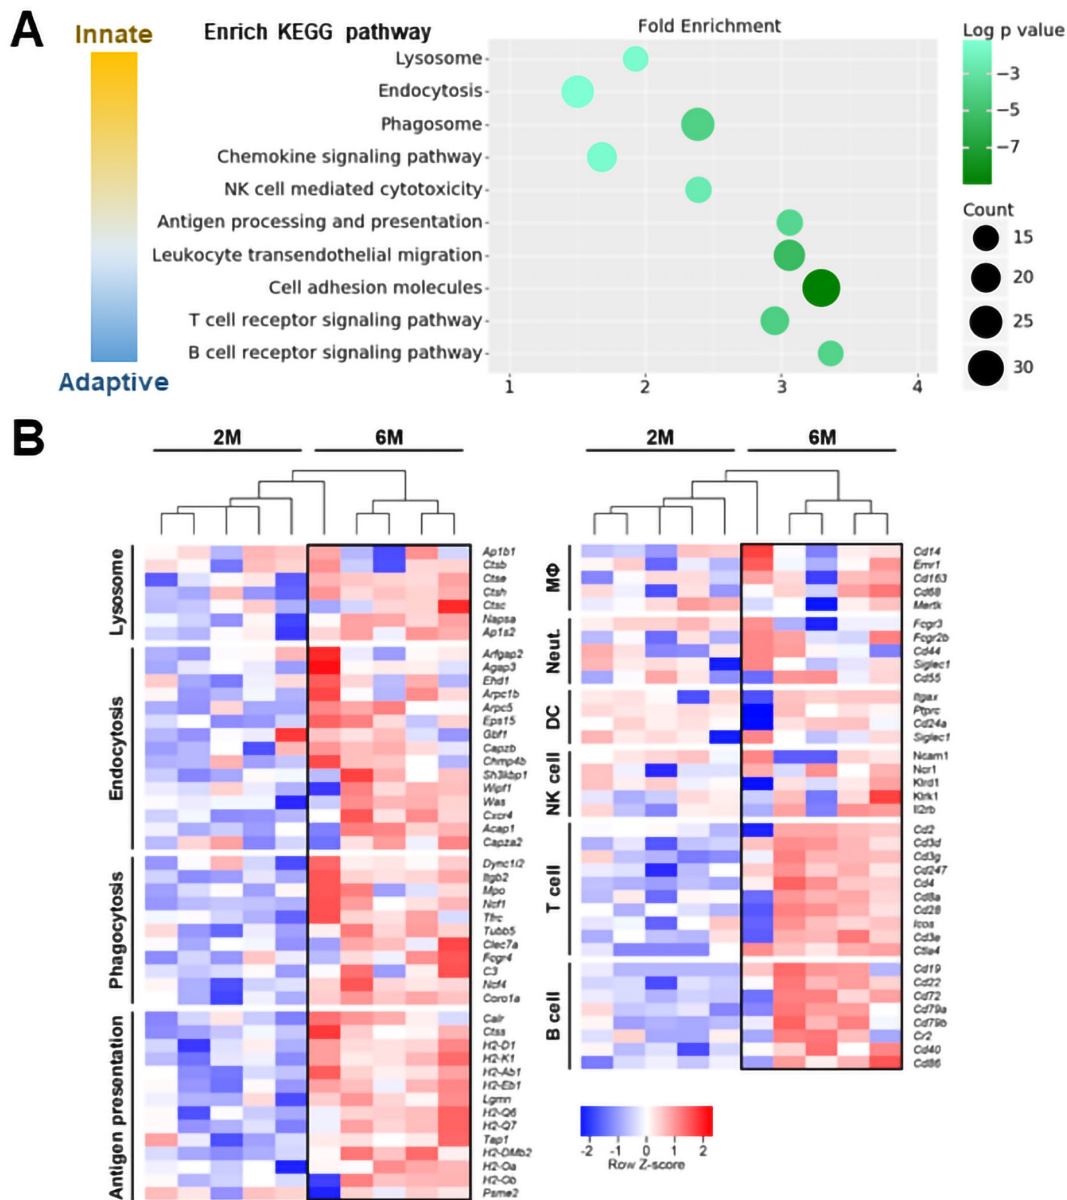 A
Innate
Adaptive
Enrich KEGG pathway
Fold Enrichment
Lysosome
Endocytosis
Phagosome
Chemokine signaling pathway
NK cell mediated cytotoxicity
Antigen processing and presentation
Leukocyte transendothelial migration
Cell adhesion molecules
T cell receptor signaling pathway
B cell receptor signaling pathway
1 2 3 4
Log p value
−3
−5
−7
Count
15
20
25
30
B
2M 6M
Lysosome
Ap1b1
Ctsb
Ctse
Ctsh
Ctsc
Napsa
Ap1s2
Endocytosis
Arfgap2
Agap3
Ehd1
Arpc1b
Arpc5
Eps15
Gbf1
Capzb
Chmp4b
Sh3kbp1
Wipf1
Was
Cxcr4
Acap1
Capza2
Phagocytosis
Dync1i2
Itgb2
Mpo
Ncf1
Tfrc
Tubb5
Clec7a
Fcgr4
C3
Ncf4
Coro1a
Antigen presentation
Calr
Ctss
H2-D1
H2-K1
H2-Ab1
H2-Eb1
Lgmn
H2-Q6
H2-Q7
Tap1
H2-DMb2
H2-Oa
H2-Ob
Psme2
2M 6M
MΦ
Cd14
Emr1
Cd163
Cd68
Mertk
Neut.
Fcgr3
Fcgr2b
Cd44
Siglec1
Cd55
DC
Itgax
Ptprc
Cd24a
Siglec1
NK cell
Ncam1
Ncr1
Klrd1
Klrk1
Il2rb
T cell
Cd2
Cd3d
Cd3g
Cd247
Cd4
Cd8a
Cd28
Icos
Cd3e
Ctla4
B cell
Cd19
Cd22
Cd72
Cd79a
Cd79b
Cr2
Cd40
Cd86
-2 -1 0 1 2
Row Z-score